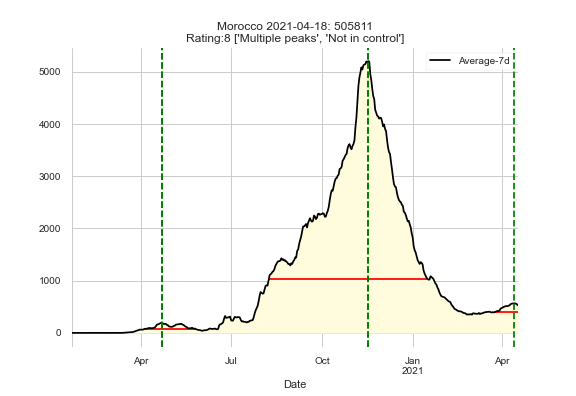 Morocco 2021-04-18: 505811
Rating:8 ['Multiple peaks', 'Not in control']
Average-7d
5000
4000
3000
2000
1000
0
Apr
Jul
Oct
Jan
2021
Apr
Date